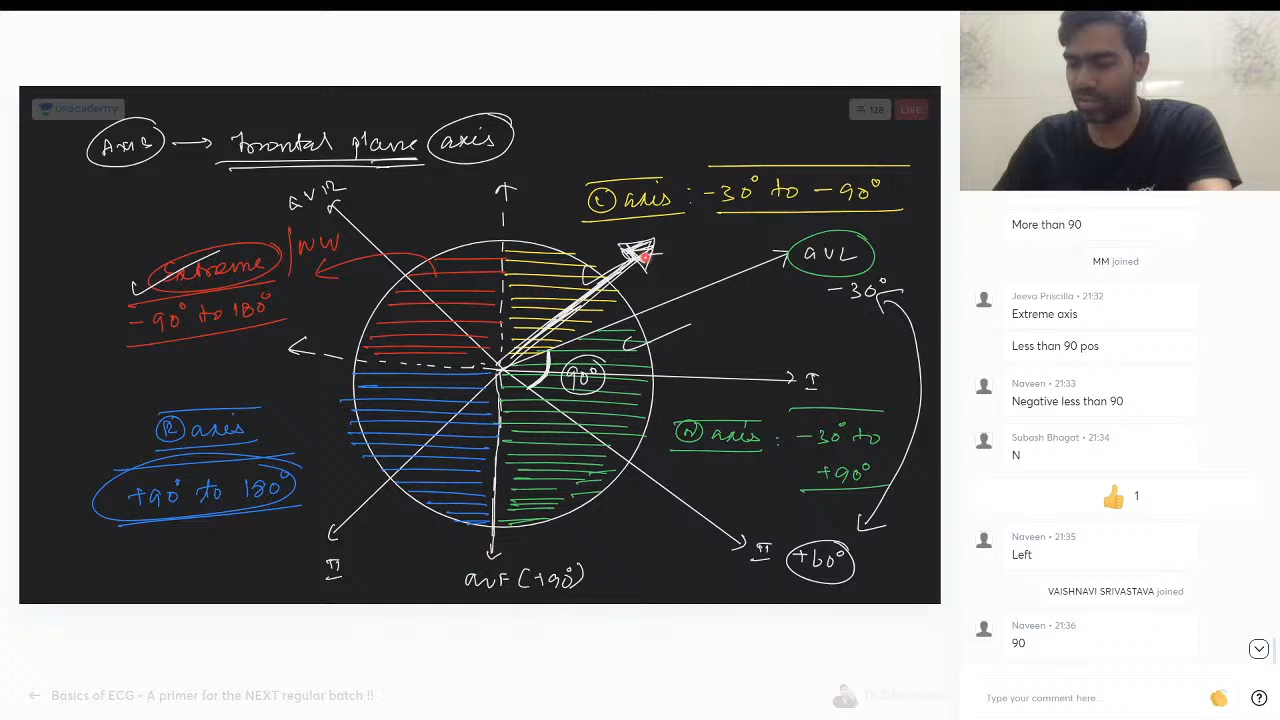 unacademy
128
LIVE
Axis → Frontal plane axis
aVR
L axis : -30° to -90°
Extreme / NW
-90° to 180°
aVL
-30°
90°
I
R axis
+90° to 180°
N axis : -30° to
+90°
II
+60°
III
aVF (+90°)
More than 90
MM joined
Jeeva Priscilla • 21:32
Extreme axis
Less than 90 pos
Naveen • 21:33
Negative less than 90
Subash Bhagat • 21:34
N
👍 1
Naveen • 21:35
Left
VAISHNAVI SRIVASTAVA joined
Naveen • 21:36
90
← Basics of ECG - A primer for the NEXT regular batch !!
Type your comment here...